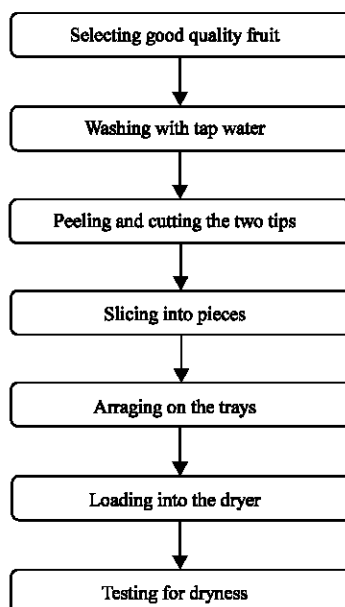 Selecting good quality fruit
Washing with tap water
Peeling and cutting the two tips
Slicing into pieces
Arraging on the trays
Loading into the dryer
Testing for dryness